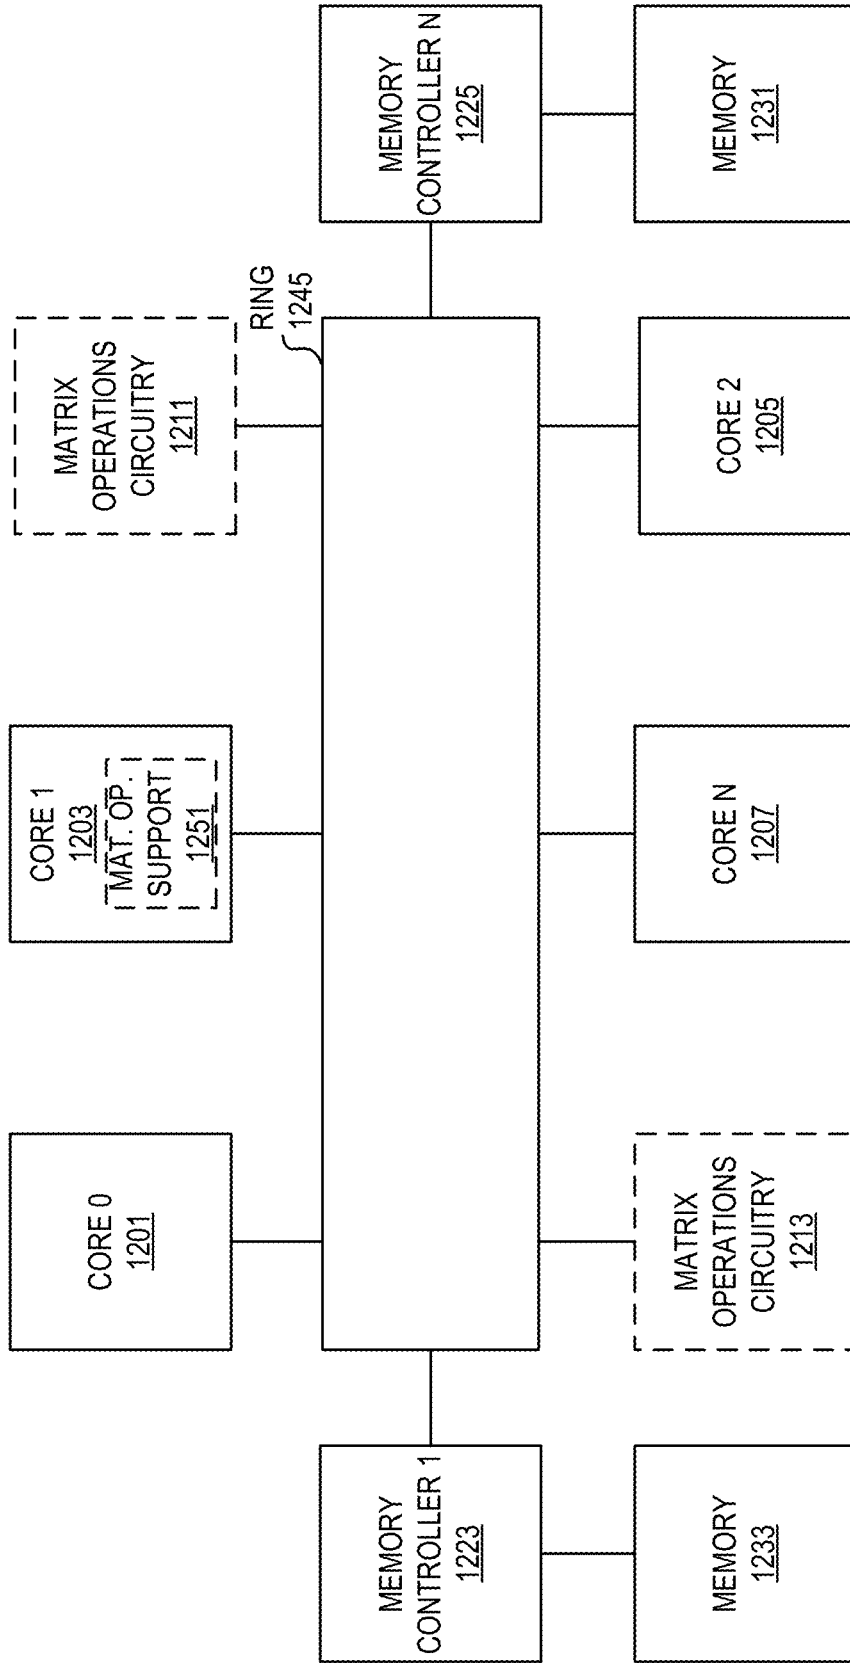 CORE 0
1201
CORE 1
1203
MAT. OP.
SUPPORT
1251
MATRIX
OPERATIONS
CIRCUITRY
1211
RING
1245
MEMORY
CONTROLLER 1
1223
MEMORY
CONTROLLER N
1225
MEMORY
1233
MATRIX
OPERATIONS
CIRCUITRY
1213
CORE N
1207
CORE 2
1205
MEMORY
1231